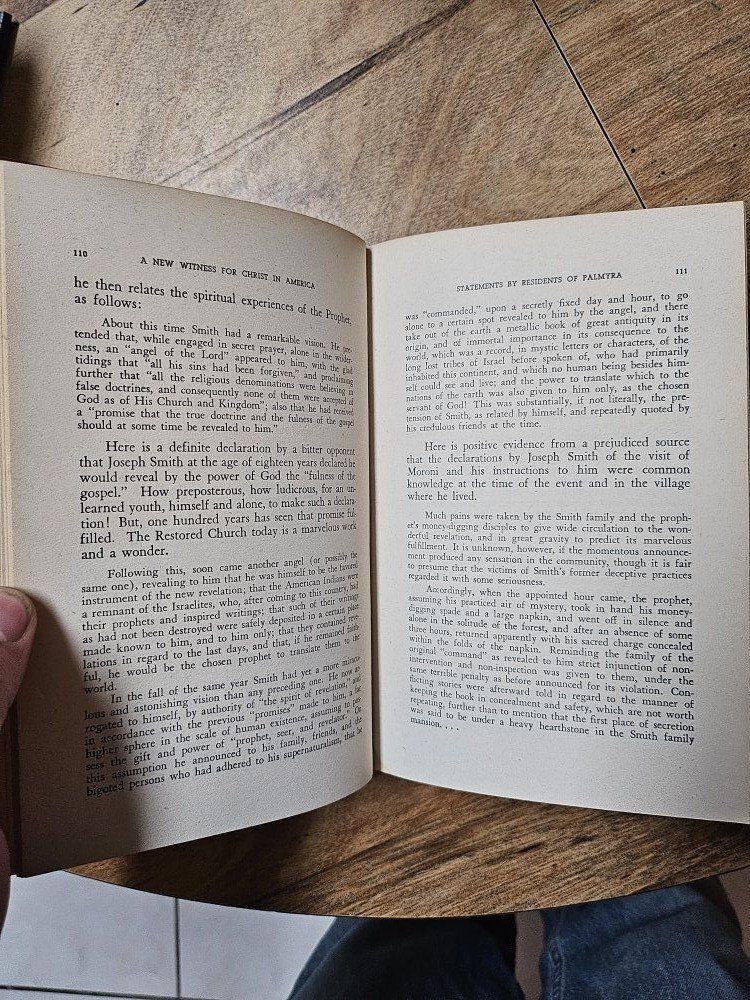 110
A NEW WITNESS FOR CHRIST IN AMERICA
he then relates the spiritual experiences of the Prophet,
as follows:
About this time Smith had a remarkable vision. He pre-
tended that, while engaged in secret prayer, alone in the wilder-
ness, an "angel of the Lord" appeared to him, with the glad
tidings that "all his sins had been forgiven," and proclaiming
further that "all the religious denominations were believing in
false doctrines, and consequently none of them were accepted of
God as of His Church and Kingdom"; also that he had received
a "promise that the true doctrine and the fulness of the gospel
should at some time be revealed to him."
Here is a definite declaration by a bitter opponent
that Joseph Smith at the age of eighteen years declared he
would reveal by the power of God the "fulness of the
gospel." How preposterous, how ludicrous, for an un-
learned youth, himself and alone, to make such a declara-
tion! But, one hundred years has seen that promise ful-
filled. The Restored Church today is a marvelous work
and a wonder.
Following this, soon came another angel (or possibly the
same one), revealing to him that he was himself to be the favored
instrument of the new revelation; that the American Indians were
a remnant of the Israelites, who, after coming to this country, had
their prophets and inspired writings; that such of their writings
as had not been destroyed were safely deposited in a certain place
made known to him, and to him only; that they contained reve-
lations in regard to the last days, and that, if he remained faith-
ful, he would be the chosen prophet to translate them to the
world.
In the fall of the same year Smith had yet a more miracu-
lous and astonishing vision than any preceding one. He now ar-
rogated to himself, by authority of "the spirit of revelation," and
in accordance with the previous "promises" made to him, a far
higher sphere in the scale of human existence, assuming to pos-
sess the gift and power of "prophet, seer, and revelator." On
this assumption he announced to his family, friends, and the
bigoted persons who had adhered to his supernaturalism, that he
STATEMENTS BY RESIDENTS OF PALMYRA
111
was "commanded," upon a secretly fixed day and hour, to go
alone to a certain spot revealed to him by the angel, and there
take out of the earth a metallic book of great antiquity in its
origin, and of immortal importance in its consequence to the
world, which was a record, in mystic letters or characters, of the
long lost tribes of Israel before spoken of, who had primarily
inhabited this continent, and which no human being besides him-
self could see and live; and the power to translate which to the
nations of the earth was also given to him only, as the chosen
servant of God! This was substantially, if not literally, the pre-
tension of Smith, as related by himself, and repeatedly quoted by
his credulous friends at the time.
Here is positive evidence from a prejudiced source
that the declarations by Joseph Smith of the visit of
Moroni and his instructions to him were common
knowledge at the time of the event and in the village
where he lived.
Much pains were taken by the Smith family and the proph-
et's money-digging disciples to give wide circulation to the won-
derful revelation, and in great gravity to predict its marvelous
fulfillment. It is unknown, however, if the momentous announce-
ment produced any sensation in the community, though it is fair
to presume that the victims of Smith's former deceptive practices
regarded it with some seriousness.
Accordingly, when the appointed hour came, the prophet,
assuming his practiced air of mystery, took in hand his money-
digging spade and a large napkin, and went off in silence and
alone in the solitude of the forest, and after an absence of some
three hours, returned apparently with his sacred charge concealed
within the folds of the napkin. Reminding the family of the
original "command" as revealed to him strict injunction of non-
intervention and non-inspection was given to them, under the
same terrible penalty as before announced for its violation. Con-
flicting stories were afterward told in regard to the manner of
keeping the book in concealment and safety, which are not worth
repeating, further than to mention that the first place of secretion
was said to be under a heavy hearthstone in the Smith family
mansion. . . .